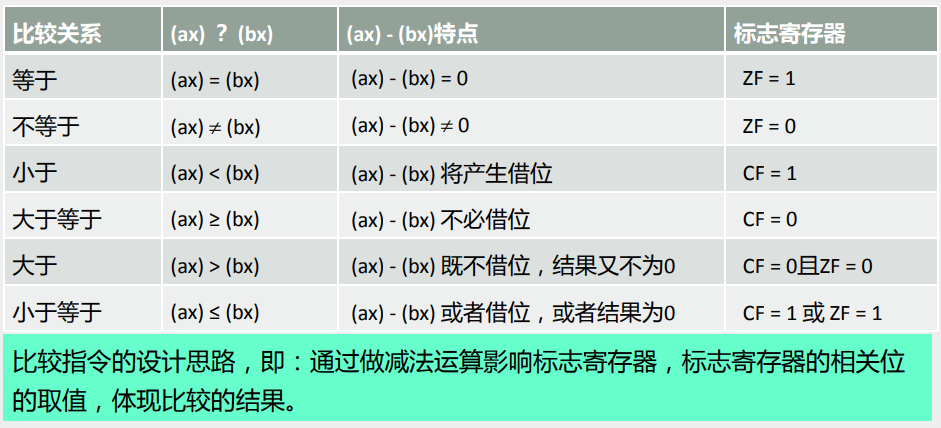 比较关系 (ax) ? (bx) (ax) - (bx)特点 标志寄存器
等于 (ax) = (bx) (ax) - (bx) = 0 ZF = 1
不等于 (ax) ≠ (bx) (ax) - (bx) ≠ 0 ZF = 0
小于 (ax) < (bx) (ax) - (bx) 将产生借位 CF = 1
大于等于 (ax) ≥ (bx) (ax) - (bx) 不必借位 CF = 0
大于 (ax) > (bx) (ax) - (bx) 既不借位，结果又不为0 CF = 0且ZF = 0
小于等于 (ax) ≤ (bx) (ax) - (bx) 或者借位，或者结果为0 CF = 1 或 ZF = 1
比较指令的设计思路，即：通过做减法运算影响标志寄存器，标志寄存器的相关位
的取值，体现比较的结果。